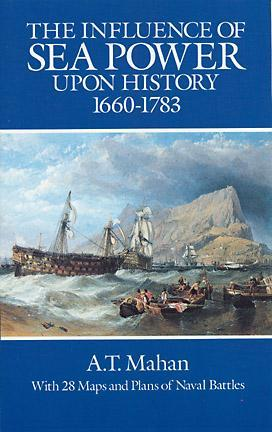 THE INFLUENCE OF
SEA POWER
UPON HISTORY
1660-1783
A.T. Mahan
With 28 Maps and Plans of Naval Battles